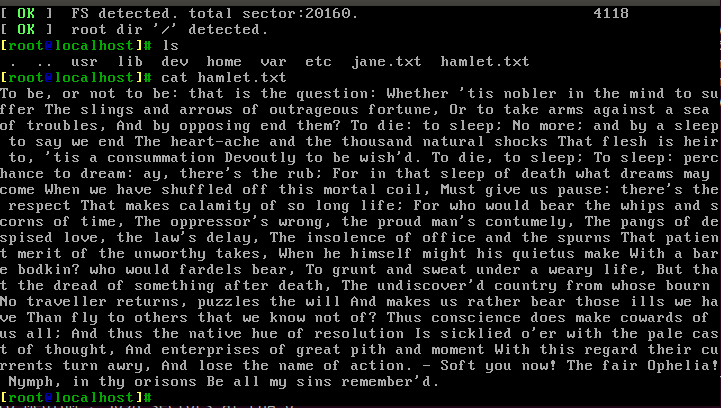 [ OK ]  FS detected. total sector:20160. 4118
[ OK ]  root dir '/' detected.
[root@localhost]# ls
.  ..  usr  lib  dev  home  var  etc  jane.txt  hamlet.txt
[root@localhost]# cat hamlet.txt
To be, or not to be: that is the question: Whether 'tis nobler in the mind to su
ffer The slings and arrows of outrageous fortune, Or to take arms against a sea
of troubles, And by opposing end them? To die: to sleep; No more; and by a sleep
 to say we end The heart-ache and the thousand natural shocks That flesh is heir
 to, 'tis a consummation Devoutly to be wish'd. To die, to sleep; To sleep: perc
hance to dream: ay, there's the rub; For in that sleep of death what dreams may
come When we have shuffled off this mortal coil, Must give us pause: there's the
 respect That makes calamity of so long life; For who would bear the whips and s
corns of time, The oppressor's wrong, the proud man's contumely, The pangs of de
spised love, the law's delay, The insolence of office and the spurns That patien
t merit of the unworthy takes, When he himself might his quietus make With a bar
e bodkin? who would fardels bear, To grunt and sweat under a weary life, But tha
t the dread of something after death, The undiscover'd country from whose bourn
No traveller returns, puzzles the will And makes us rather bear those ills we ha
ve Than fly to others that we know not of? Thus conscience does make cowards of
us all; And thus the native hue of resolution Is sicklied o'er with the pale cas
t of thought, And enterprises of great pith and moment With this regard their cu
rrents turn awry, And lose the name of action. - Soft you now! The fair Ophelia!
 Nymph, in thy orisons Be all my sins remember'd.
[root@localhost]#